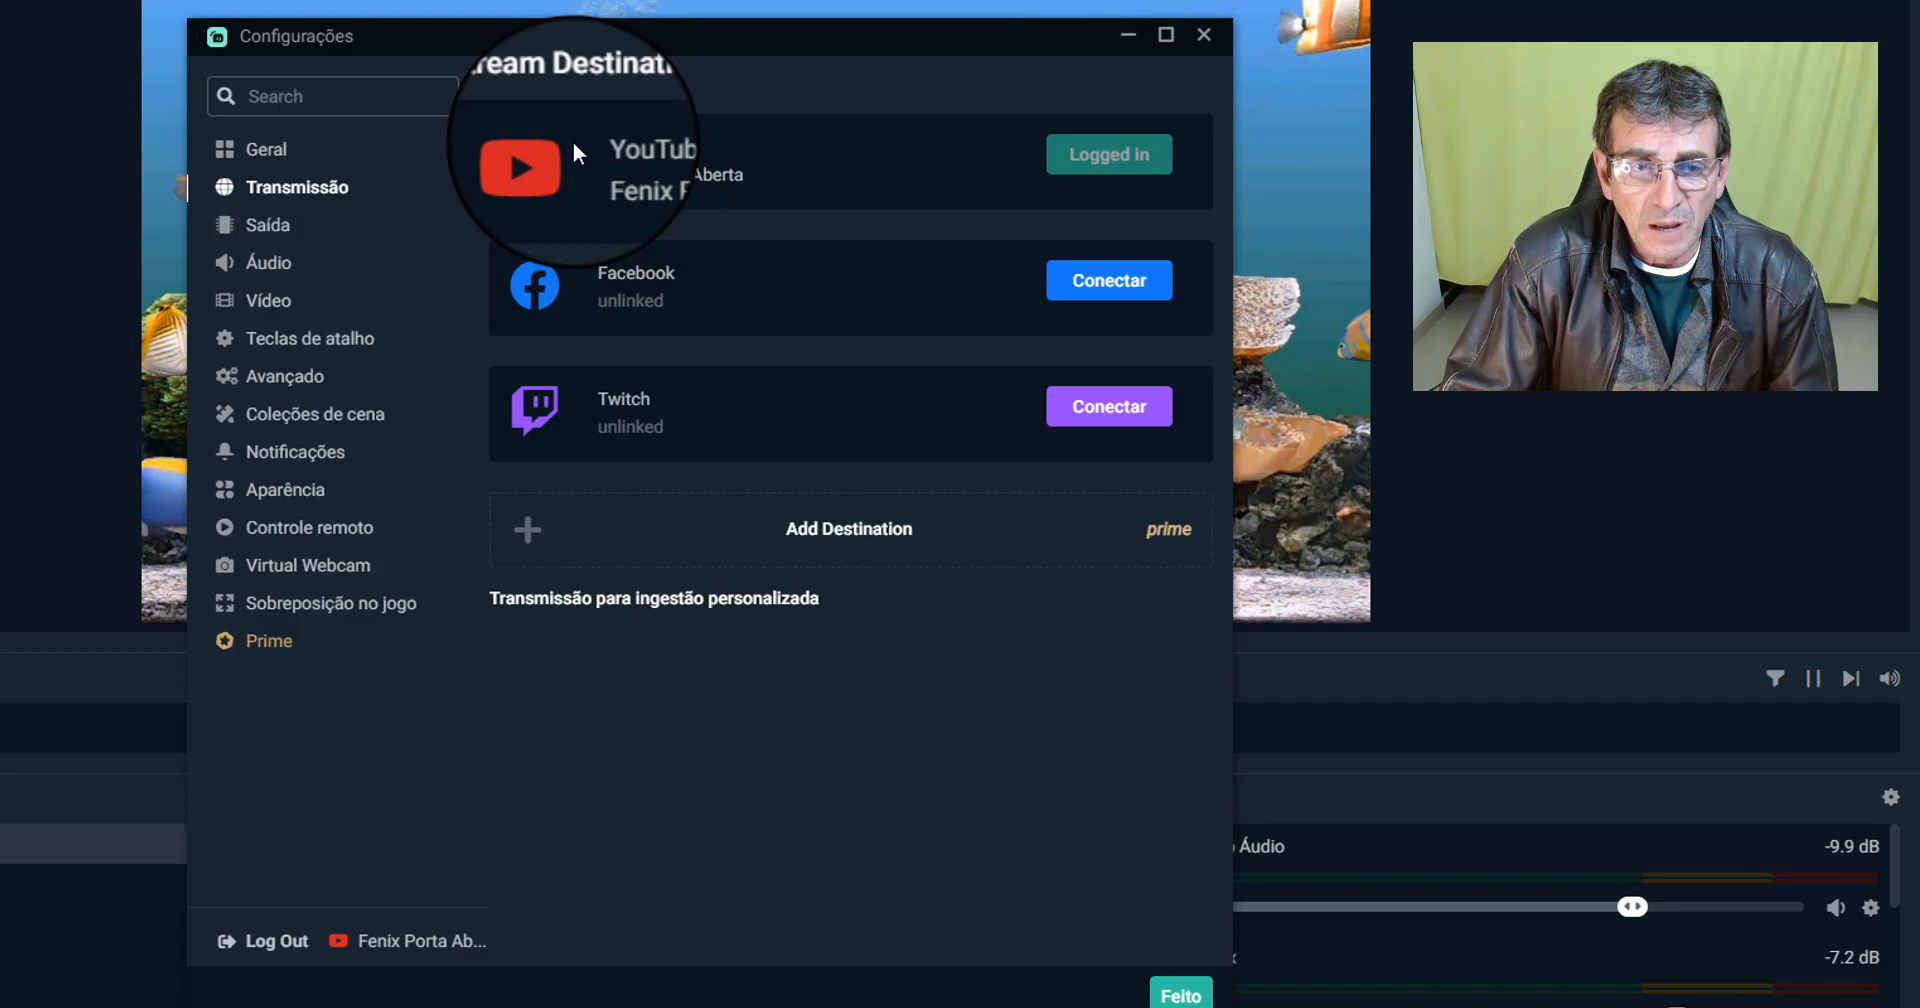 Configurações
ream Destinati
Search
YouTub
Aberta
Fenix P
Logged in
Geral
Transmissão
Saída
Áudio
Vídeo
Teclas de atalho
Avançado
Coleções de cena
Notificações
Aparência
Controle remoto
Virtual Webcam
Sobreposição no jogo
Prime
Facebook
unlinked
Conectar
Twitch
unlinked
Conectar
Add Destination
prime
Transmissão para ingestão personalizada
Áudio
-9.9 dB
-7.2 dB
Log Out
Fenix Porta Ab...
Feito